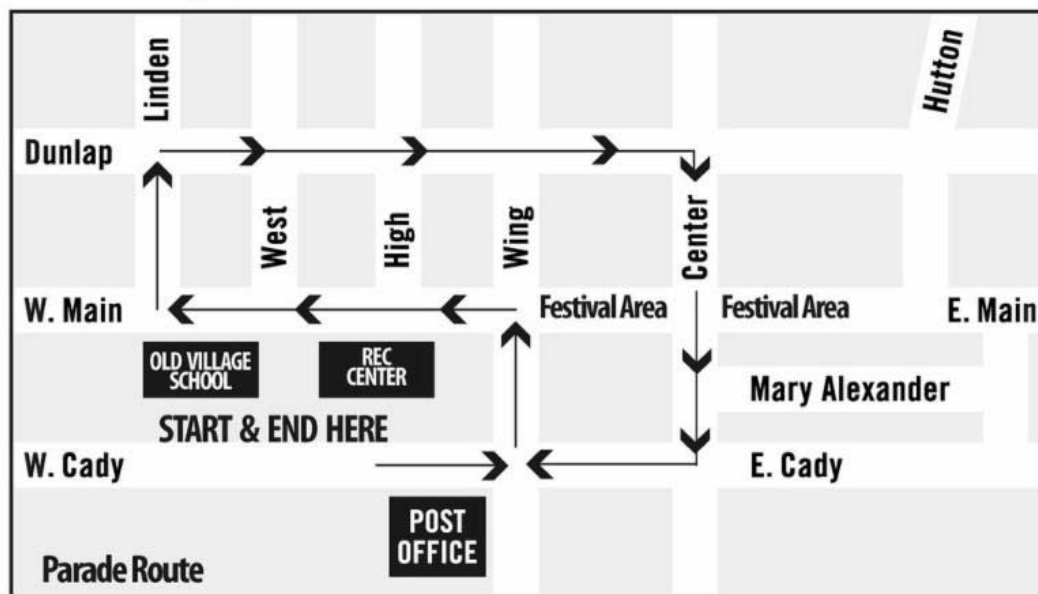 Linden
Hutton
Dunlap
West
High
Wing
Center
W. Main
Festival Area
Festival Area
E. Main
OLD VILLAGE
SCHOOL
REC
CENTER
Mary Alexander
START & END HERE
W. Cady
E. Cady
POST
OFFICE
Parade Route